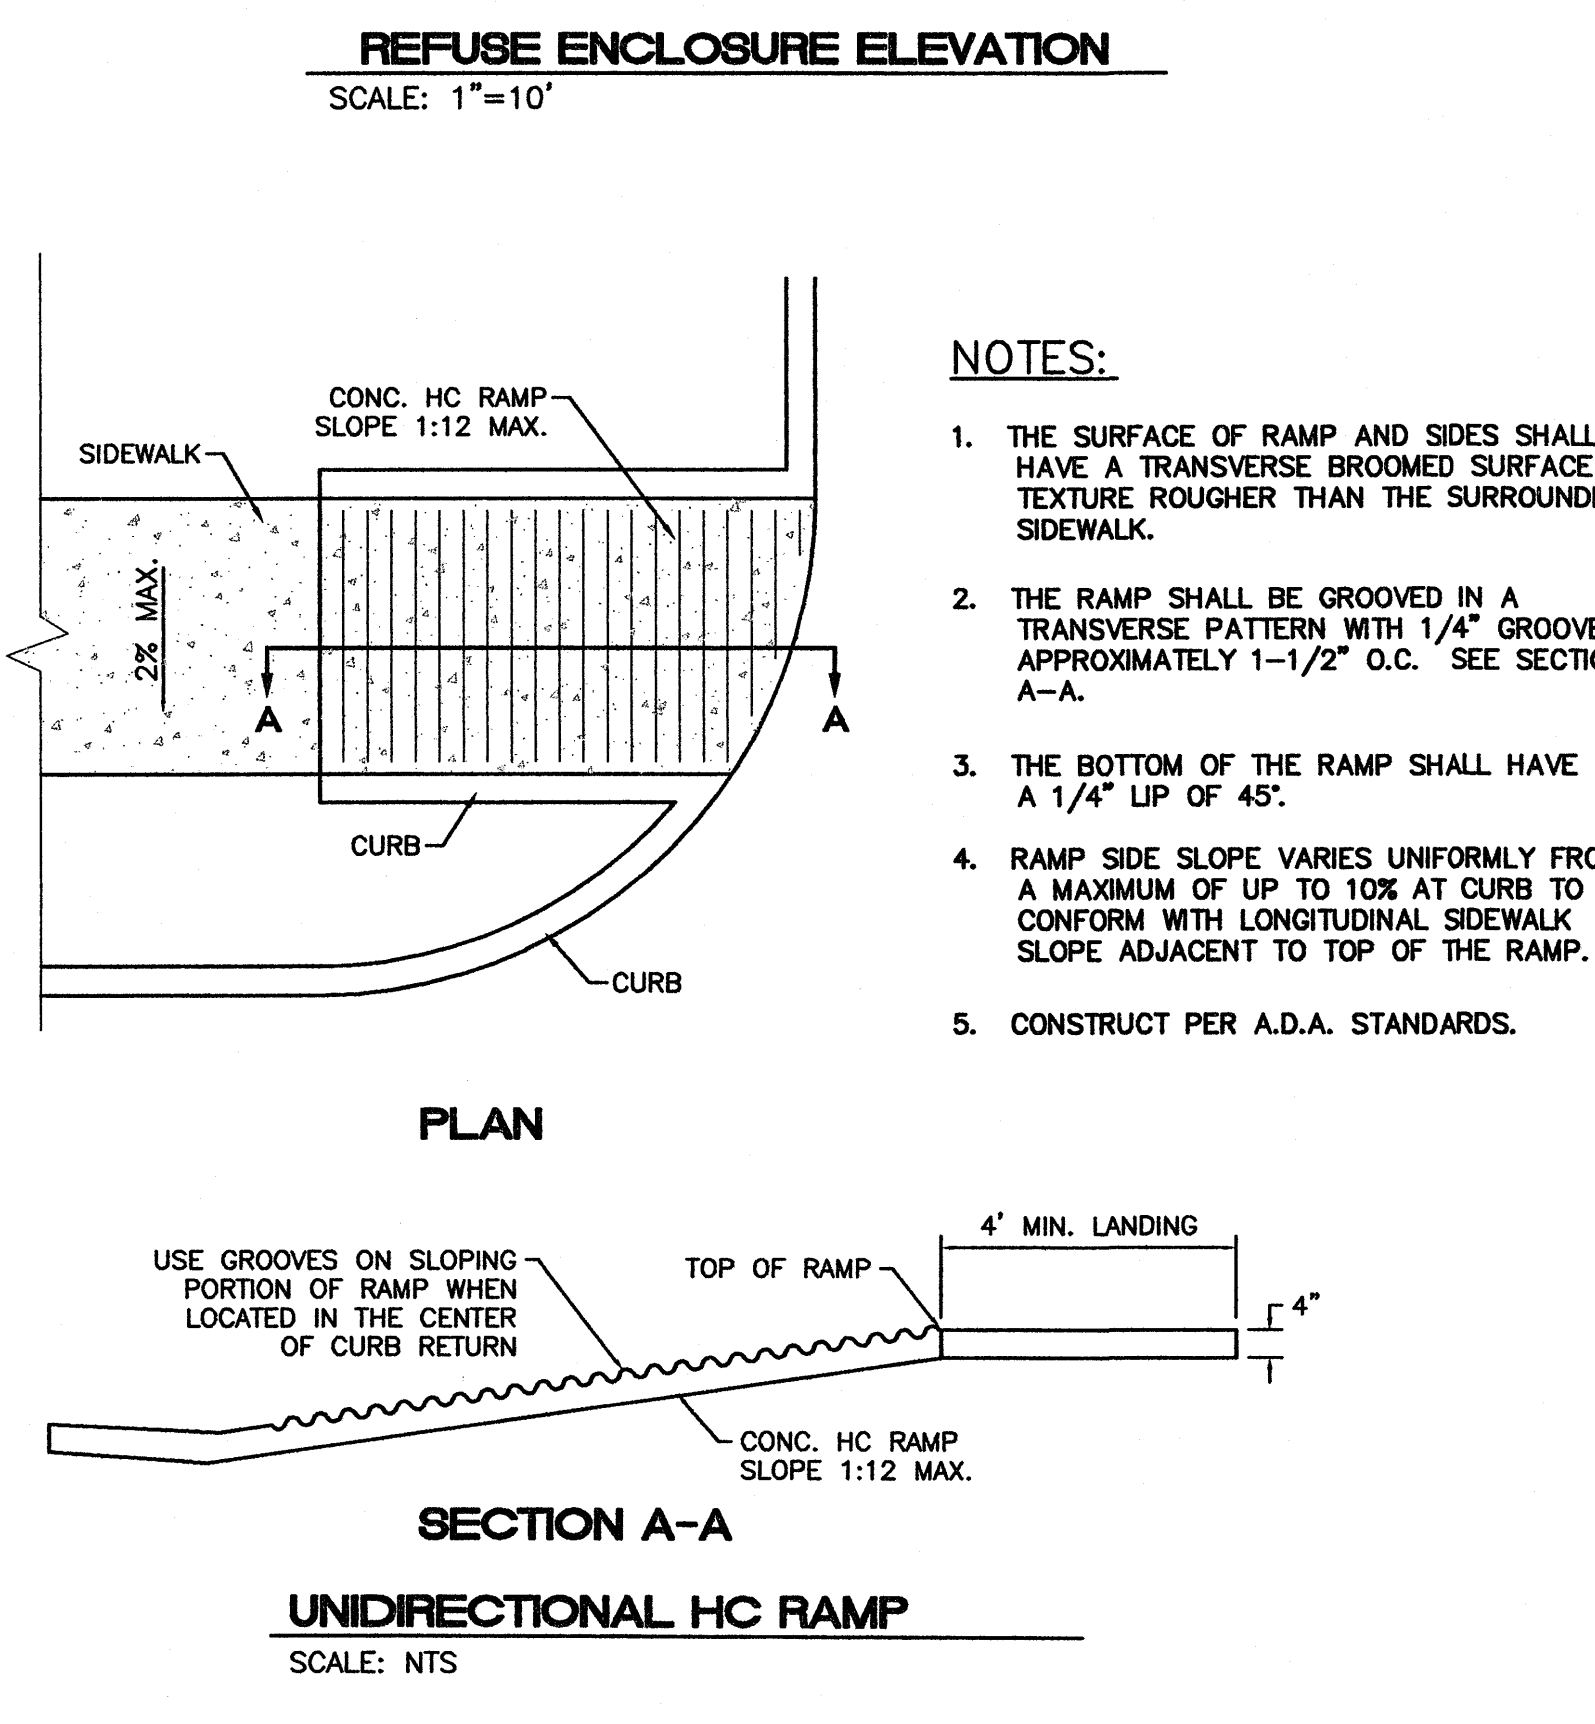 REFUSE ENCLOSURE ELEVATION
SCALE: 1"=10'
CONC. HC RAMP
SLOPE 1:12 MAX.
SIDEWALK
2% MAX.
A
A
CURB
CURB
PLAN
NOTES:
1. THE SURFACE OF RAMP AND SIDES SHALL
HAVE A TRANSVERSE BROOMED SURFACE
TEXTURE ROUGHER THAN THE
SIDEWALK.
2. THE RAMP SHALL BE GROOVED IN A
TRANSVERSE PATTERN WITH 1/4"
APPROXIMATELY 1-1/2" O.C. SEE
A-A.
3. THE BOTTOM OF THE RAMP SHALL HAVE
A 1/4" LIP OF 45°.
4. RAMP SIDE SLOPE VARIES UNIFORMLY
A MAXIMUM OF UP TO 10% AT CURB TO
CONFORM WITH LONGITUDINAL SIDEWALK
SLOPE ADJACENT TO TOP OF THE RAMP.
5. CONSTRUCT PER A.D.A. STANDARDS.
4' MIN. LANDING
USE GROOVES ON SLOPING
PORTION OF RAMP WHEN
LOCATED IN THE CENTER
OF CURB RETURN
TOP OF RAMP
4"
CONC. HC RAMP
SLOPE 1:12 MAX.
SECTION A-A
UNIDIRECTIONAL HC RAMP
SCALE: NTS